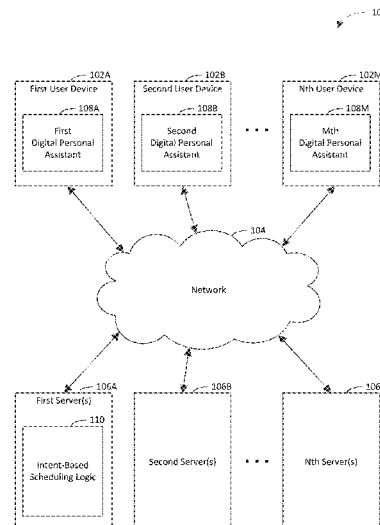 10
102A
102B
102M
First User Device
Second User Device
Nth User Device
108A
108B
108M
First
Digital Personal
Assistant
Second
Digital Personal
Assistant
Mth
Digital Personal
Assistant
104
Network
106A
106B
106
First Server(s)
110
Intent-Based
Scheduling Logic
Second Server(s)
Nth Server(s)